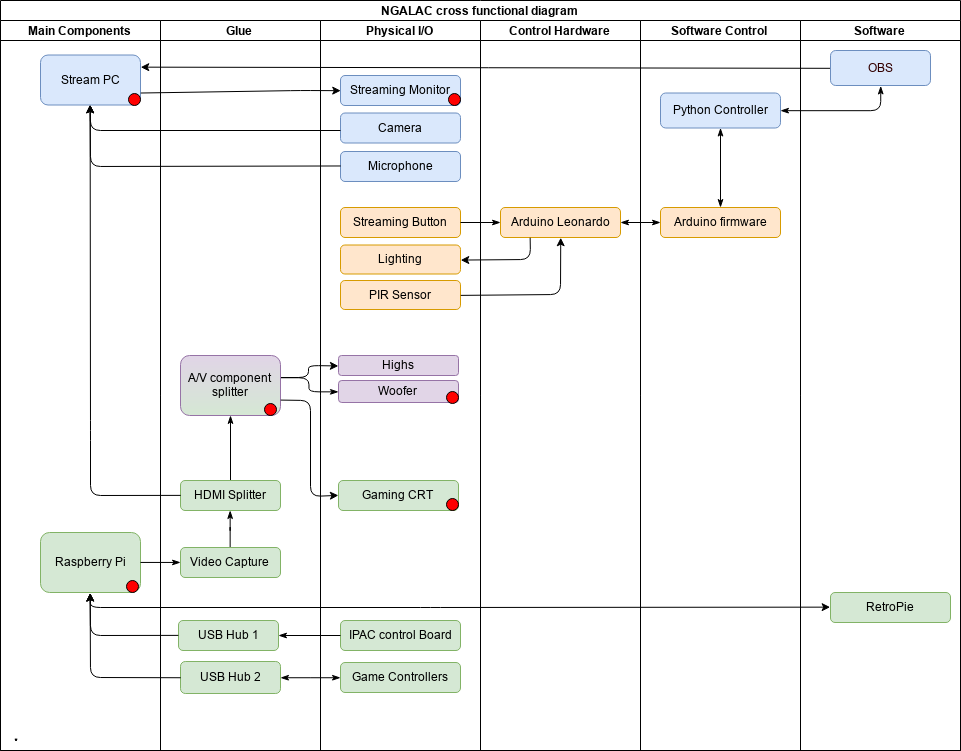 NGALAC cross functional diagram
Main Components
Glue
Physical I/O
Control Hardware
Software Control
Software
Stream PC
OBS
Streaming Monitor
Python Controller
Camera
Microphone
Streaming Button
Arduino Leonardo
Arduino firmware
Lighting
PIR Sensor
A/V component
splitter
Highs
Woofer
HDMI Splitter
Gaming CRT
Raspberry Pi
Video Capture
RetroPie
USB Hub 1
IPAC control Board
USB Hub 2
Game Controllers
.